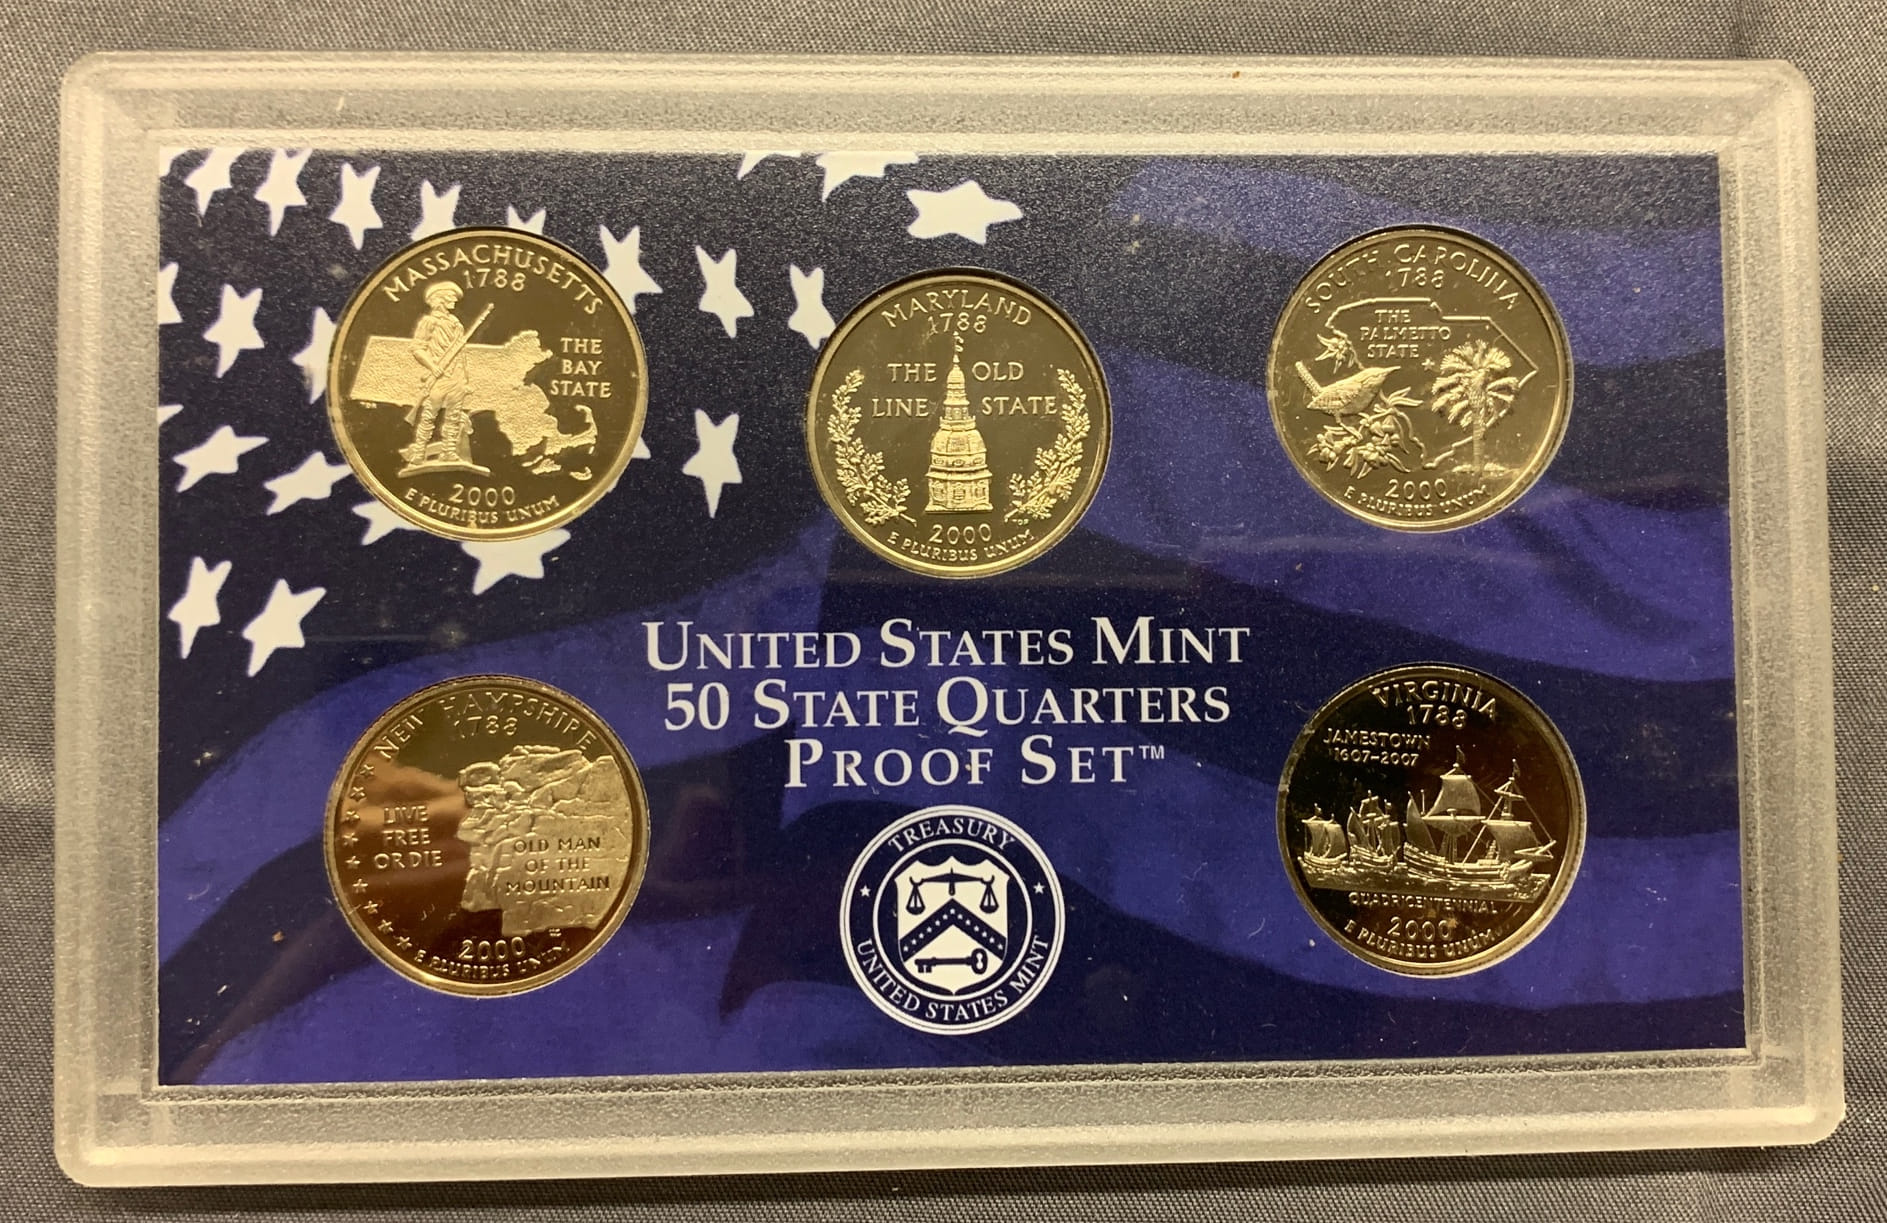 MASSACHUSETTS
1788
THE
BAY
STATE
2000
E PLURIBUS UNUM
MARYLAND
1788
THE OLD
LINE STATE
2000
E PLURIBUS UNUM
SOUTH CAROLINA
1788
THE
PALMETTO
STATE
2000
E PLURIBUS UNUM
UNITED STATES MINT
50 STATE QUARTERS
PROOF SET™
NEW HAMPSHIRE
1788
LIVE
FREE
OR DIE
OLD MAN
OF THE
MOUNTAIN
2000
E PLURIBUS UNUM
TREASURY
UNITED STATES MINT
VIRGINIA
1788
JAMESTOWN
1607-2007
QUADRICENTENNIAL
2000
E PLURIBUS UNUM